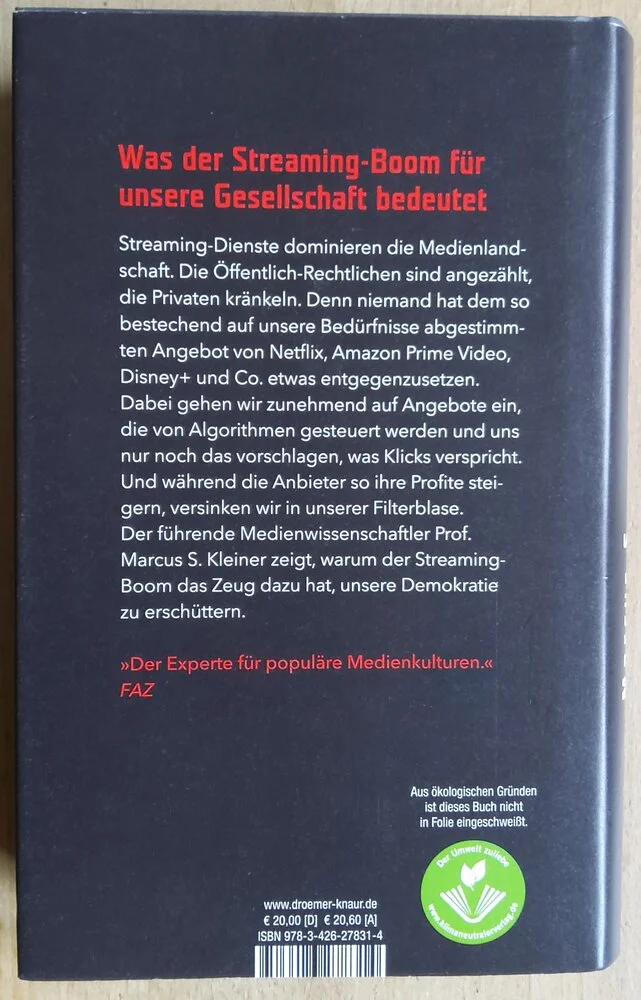 Was der Streaming-Boom für
unsere Gesellschaft bedeutet
Streaming-Dienste dominieren die Medienland-
schaft. Die Öffentlich-Rechtlichen sind angezählt,
die Privaten kränkeln. Denn niemand hat dem so
bestechend auf unsere Bedürfnisse abgestimm-
ten Angebot von Netflix, Amazon Prime Video,
Disney+ und Co. etwas entgegenzusetzen.
Dabei gehen wir zunehmend auf Angebote ein,
die von Algorithmen gesteuert werden und uns
nur noch das vorschlagen, was Klicks verspricht.
Und während die Anbieter so ihre Profite stei-
gern, versinken wir in unserer Filterblase.
Der führende Medienwissenschaftler Prof.
Marcus S. Kleiner zeigt, warum der Streaming-
Boom das Zeug dazu hat, unsere Demokratie
zu erschüttern.
»Der Experte für populäre Medienkulturen.«
FAZ
Aus ökologischen Gründen
ist dieses Buch nicht
in Folie eingeschweißt.
Der Umwelt zuliebe
www.klimaneutralerverlag.de
www.droemer-knaur.de
€ 20,00 [D] € 20,60 [A]
ISBN 978-3-426-27831-4